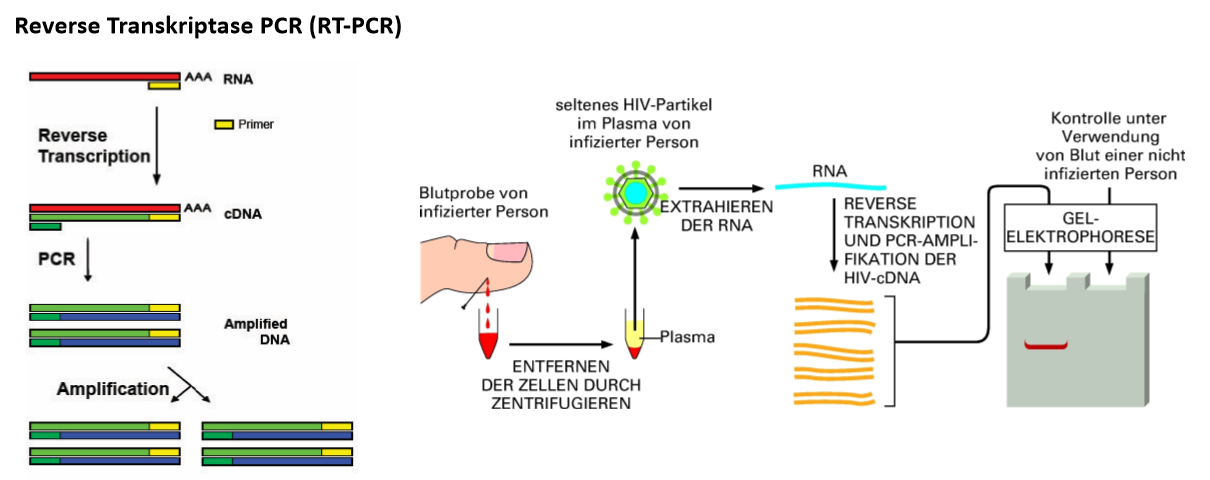 Reverse Transkriptase PCR (RT-PCR)
AAA RNA
Primer
Reverse
Transcription
AAA cDNA
PCR
Amplified
DNA
Amplification
Blutprobe von
infizierter Person
seltenes HIV-Partikel
im Plasma von
infizierter Person
ENTFERNEN
DER ZELLEN DURCH
ZENTRIFUGIEREN
Plasma
EXTRAHIEREN
DER RNA
RNA
REVERSE
TRANSKRIPTION
UND PCR-AMPLI-
FIKATION DER
HIV-cDNA
Kontrolle unter
Verwendung
von Blut einer nicht
infizierten Person
GEL-
ELEKTROPHORESE